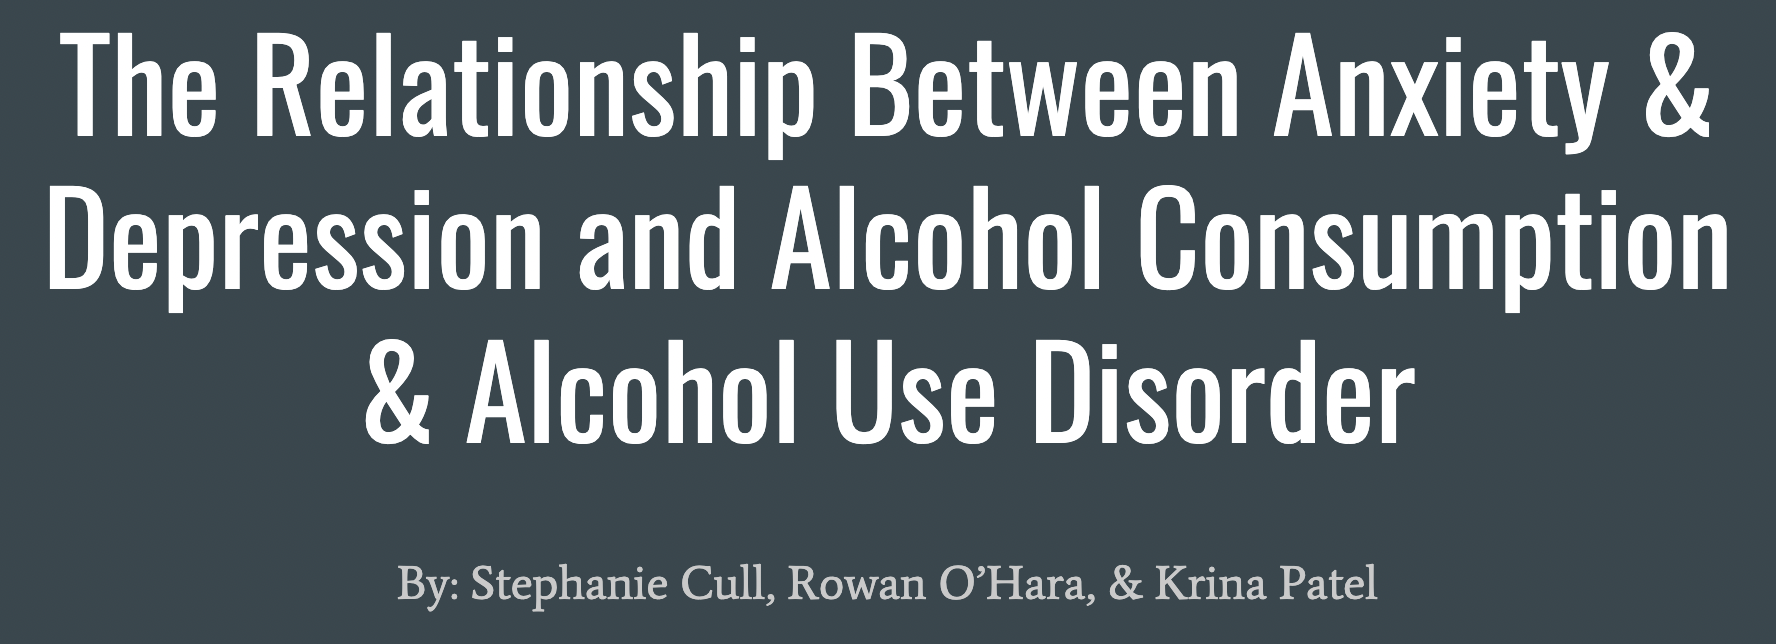 The Relationship Between Anxiety &
Depression and Alcohol Consumption
& Alcohol Use Disorder
By: Stephanie Cull, Rowan O’Hara, & Krina Patel